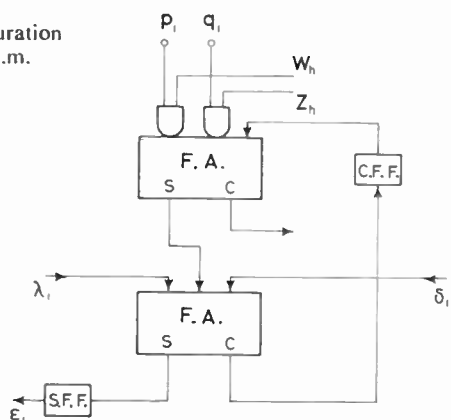 uration
.m.
p₁ q₁
Wₕ
Zₕ
F. A.
S C
C. F. F.
λ₁
δ₁
F. A.
S C
S. F. F.
ε₁